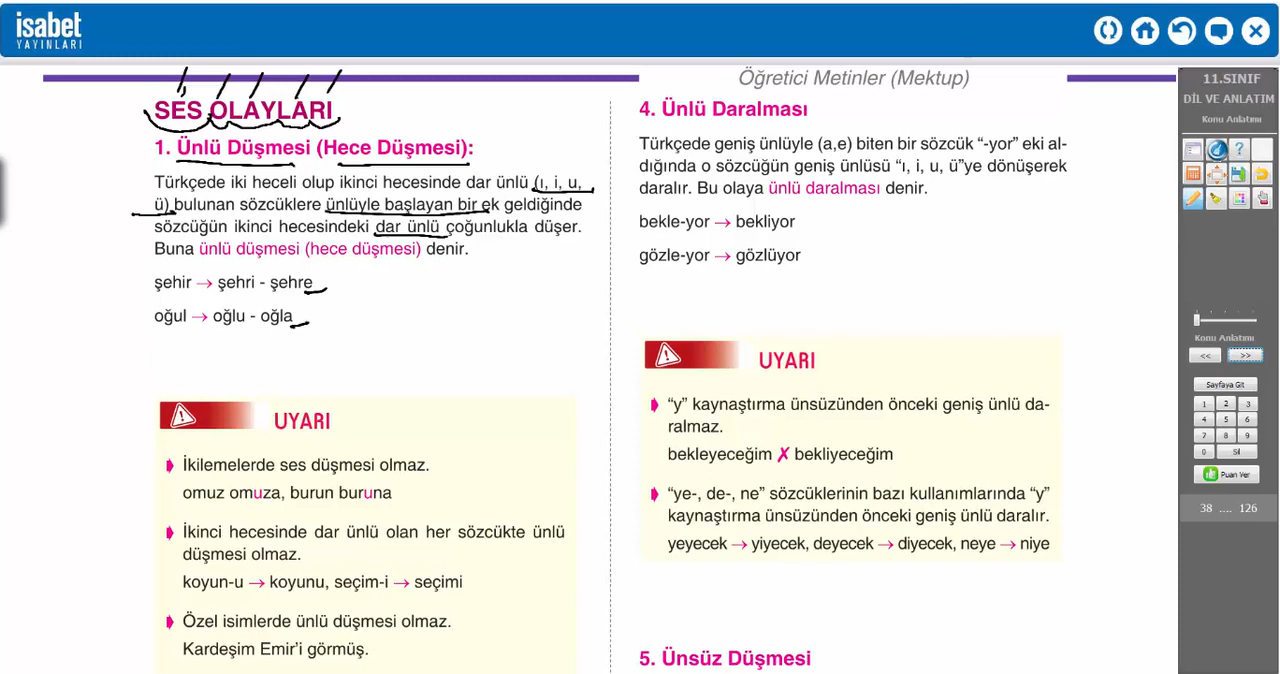 isabet
YAYINLARI
Öğretici Metinler (Mektup)
SES OLAYLARI
1. Ünlü Düşmesi (Hece Düşmesi):
Türkçede iki heceli olup ikinci hecesinde dar ünlü (ı, i, u,
ü) bulunan sözcüklere ünlüyle başlayan bir ek geldiğinde
sözcüğün ikinci hecesindeki dar ünlü çoğunlukla düşer.
Buna ünlü düşmesi (hece düşmesi) denir.
şehir → şehri - şehre
oğul → oğlu - oğla
UYARI
İkilemelerde ses düşmesi olmaz.
omuz omuza, burun buruna
İkinci hecesinde dar ünlü olan her sözcükte ünlü
düşmesi olmaz.
koyun-u → koyunu, seçim-i → seçimi
Özel isimlerde ünlü düşmesi olmaz.
Kardeşim Emir’i görmüş.
4. Ünlü Daralması
Türkçede geniş ünlüyle (a,e) biten bir sözcük “-yor” eki al-
dığında o sözcüğün geniş ünlüsü “ı, i, u, ü”ye dönüşerek
daralır. Bu olaya ünlü daralması denir.
bekle-yor → bekliyor
gözle-yor → gözlüyor
UYARI
“y” kaynaştırma ünsüzünden önceki geniş ünlü da-
ralmaz.
bekleyeceğim ✗ bekliyeceğim
“ye-, de-, ne” sözcüklerinin bazı kullanımlarında “y”
kaynaştırma ünsüzünden önceki geniş ünlü daralır.
yeyecek → yiyecek, deyecek → diyecek, neye → niye
5. Ünsüz Düşmesi
11.SINIF
DİL VE ANLATIM
Konu Anlatımı
?
Konu Anlatımı
<< >>
Sayfaya Git
1 2 3
4 5 6
7 8 9
0 Sil
Puan Ver
38 .... 126